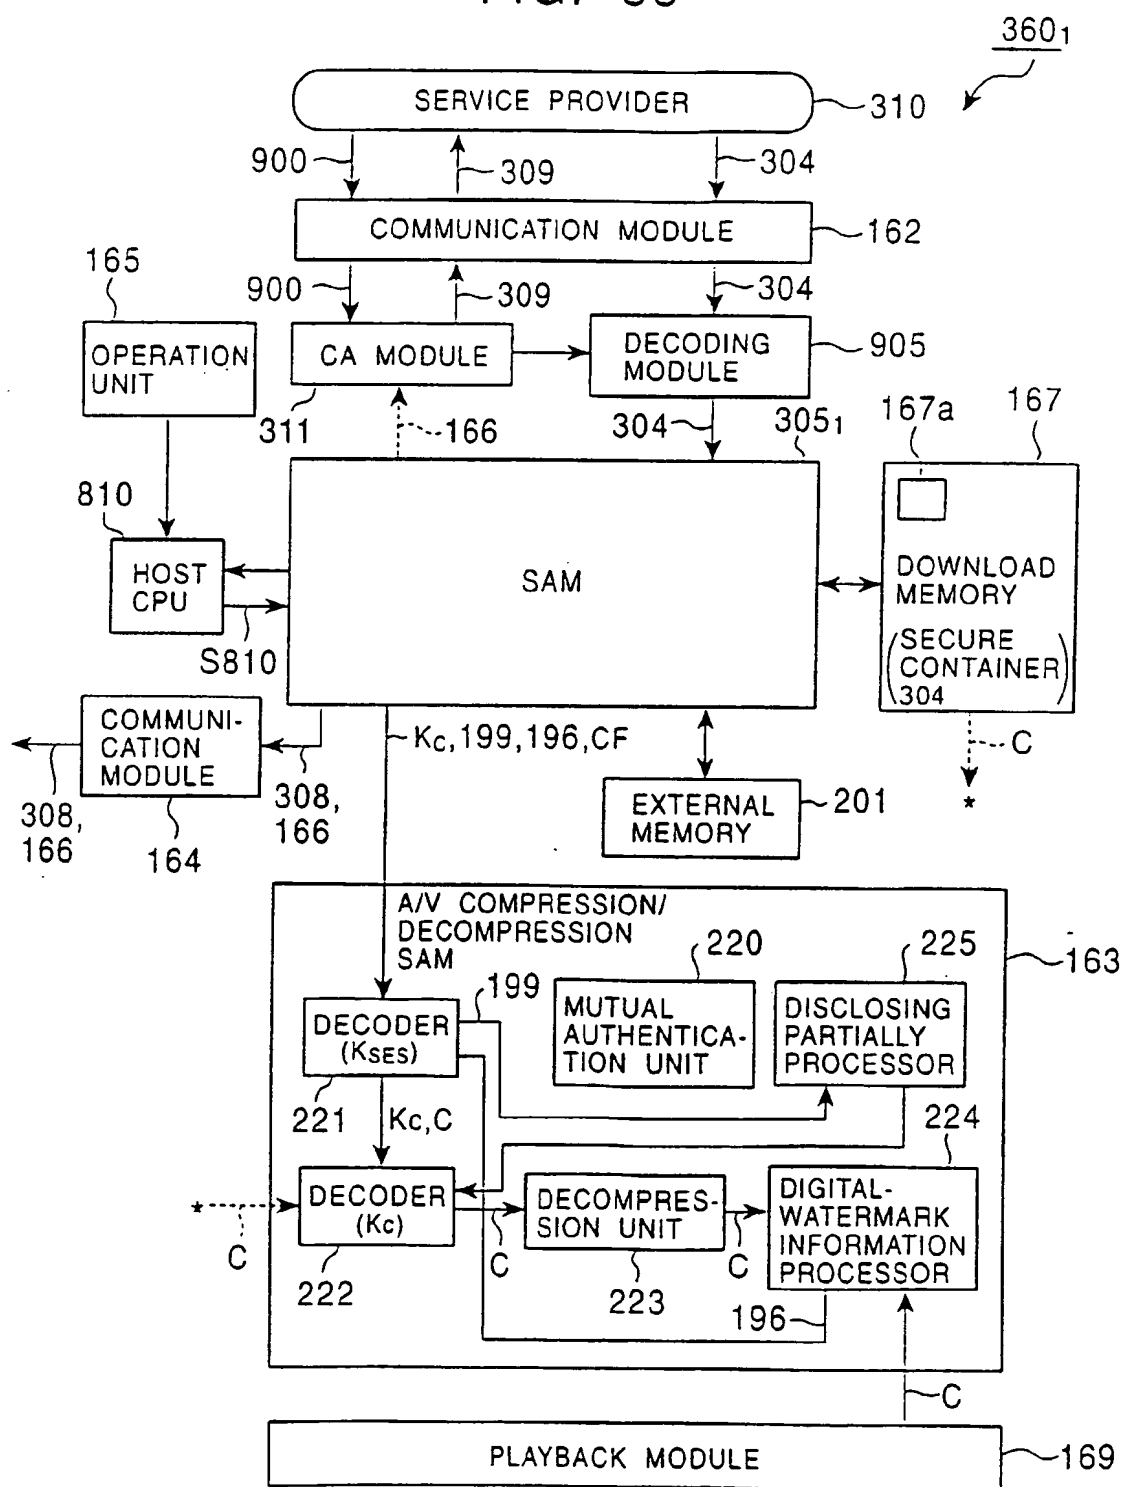 360₁
SERVICE PROVIDER
310
900
309
304
COMMUNICATION MODULE
162
165
900
309
304
OPERATION
UNIT
CA MODULE
DECODING
MODULE
905
311
166
304
305₁
167a
167
810
HOST
CPU
SAM
DOWNLOAD
MEMORY
(SECURE
CONTAINER
304)
S810
COMMUNI-
CATION
MODULE
Kc,199,196,CF
C
*
308,
166
308,
166
164
EXTERNAL
MEMORY
201
A/V COMPRESSION/
DECOMPRESSION
SAM
163
199
220
225
DECODER
(KSES)
MUTUAL
AUTHENTICA-
TION UNIT
DISCLOSING
PARTIALLY
PROCESSOR
221
Kc,C
224
*
C
DECODER
(Kc)
C
DECOMPRES-
SION UNIT
C
DIGITAL-
WATERMARK
INFORMATION
PROCESSOR
222
223
196
C
PLAYBACK MODULE
169